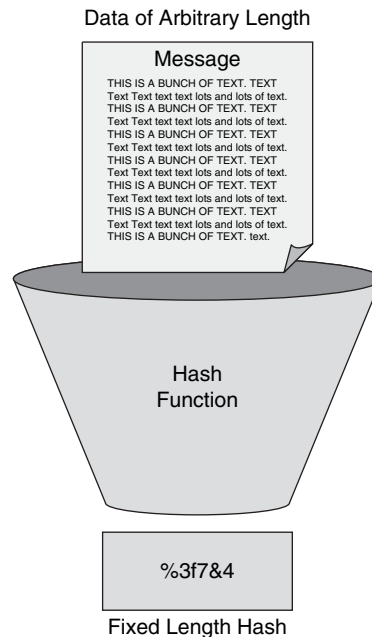 Data of Arbitrary Length
Message
THIS IS A BUNCH OF TEXT. TEXT
Text Text text text lots and lots of text.
THIS IS A BUNCH OF TEXT. TEXT
Text Text text text lots and lots of text.
THIS IS A BUNCH OF TEXT. TEXT
Text Text text text lots and lots of text.
THIS IS A BUNCH OF TEXT. TEXT
Text Text text text lots and lots of text.
THIS IS A BUNCH OF TEXT. TEXT
Text Text text text lots and lots of text.
THIS IS A BUNCH OF TEXT. TEXT
Text Text text text lots and lots of text.
THIS IS A BUNCH OF TEXT. text.
Hash
Function
%3f7&4
Fixed Length Hash